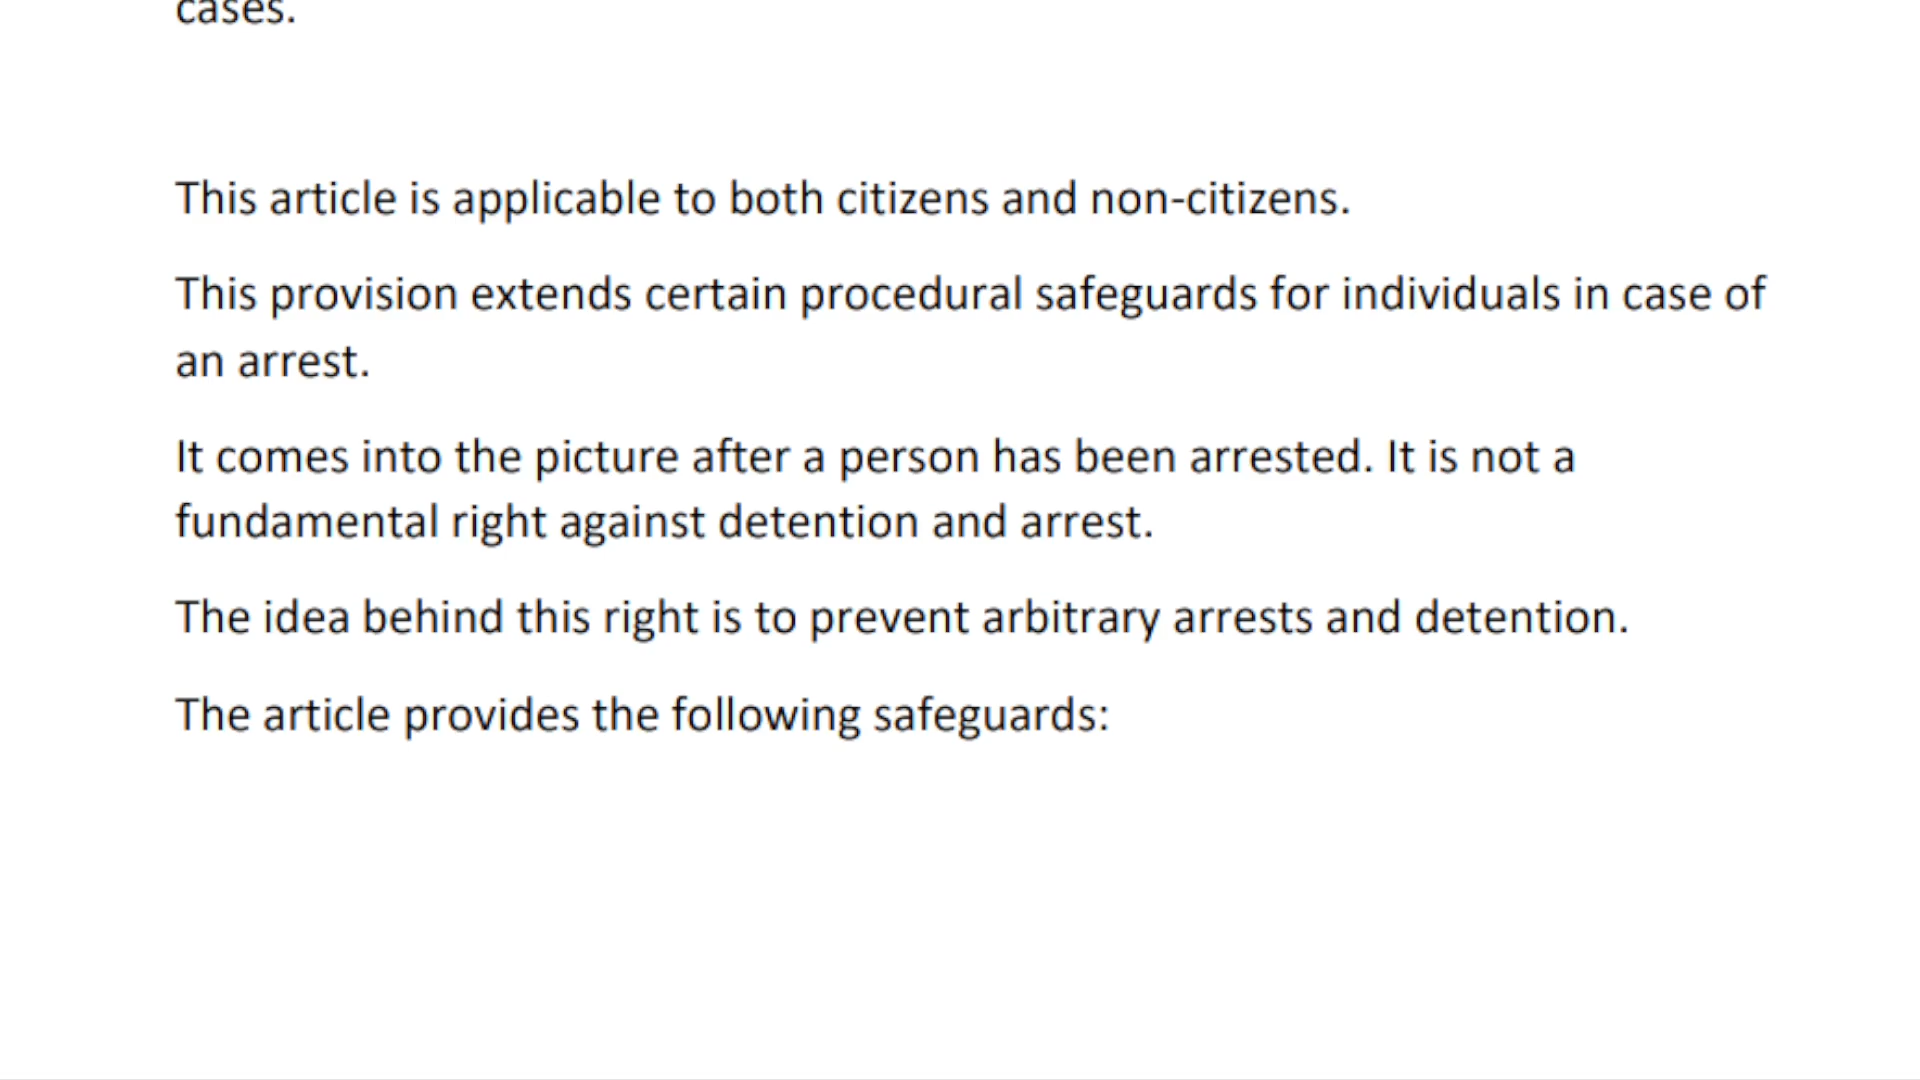 cases.
This article is applicable to both citizens and non-citizens.
This provision extends certain procedural safeguards for individuals in case of
an arrest.
It comes into the picture after a person has been arrested. It is not a
fundamental right against detention and arrest.
The idea behind this right is to prevent arbitrary arrests and detention.
The article provides the following safeguards: